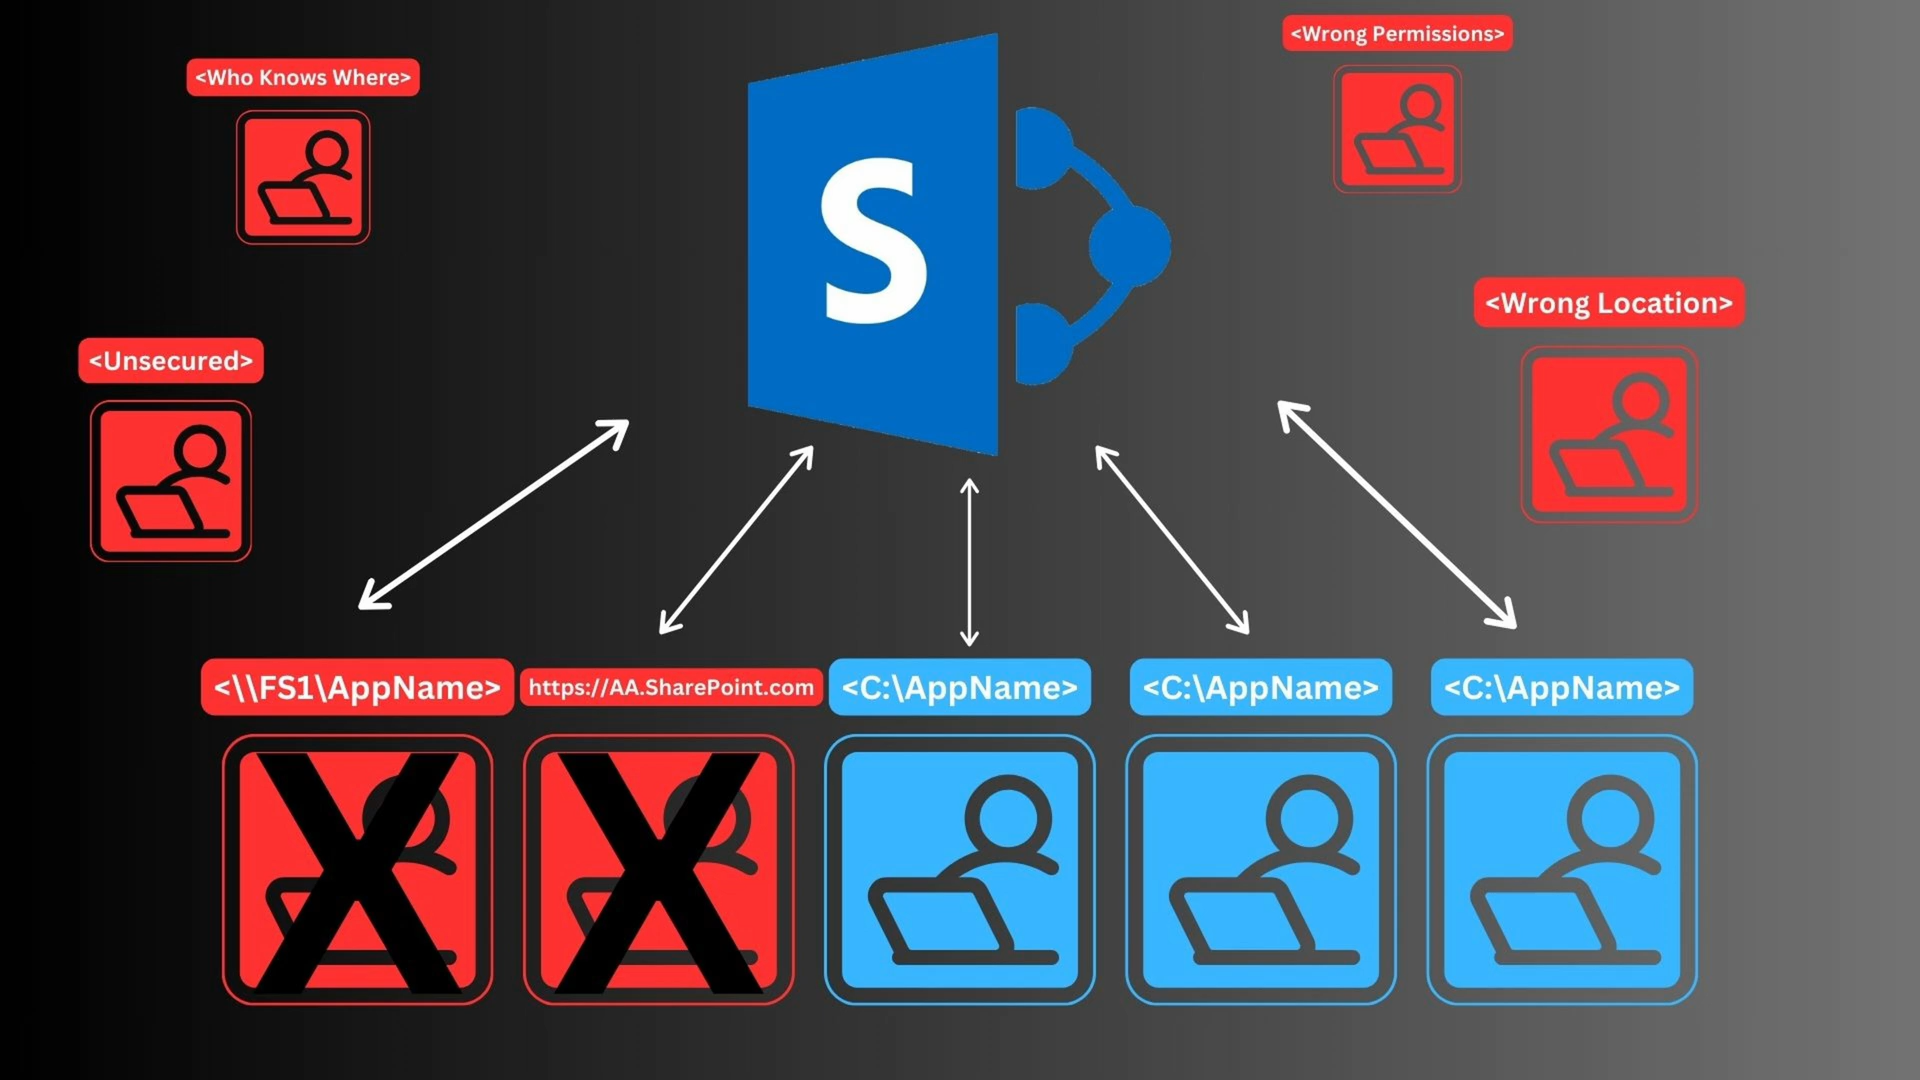 <Wrong Permissions>
<Who Knows Where>
S
<Wrong Location>
<Unsecured>
<\\FS1\AppName>
https://AA.SharePoint.com
<C:\AppName>
<C:\AppName>
<C:\AppName>
X
X